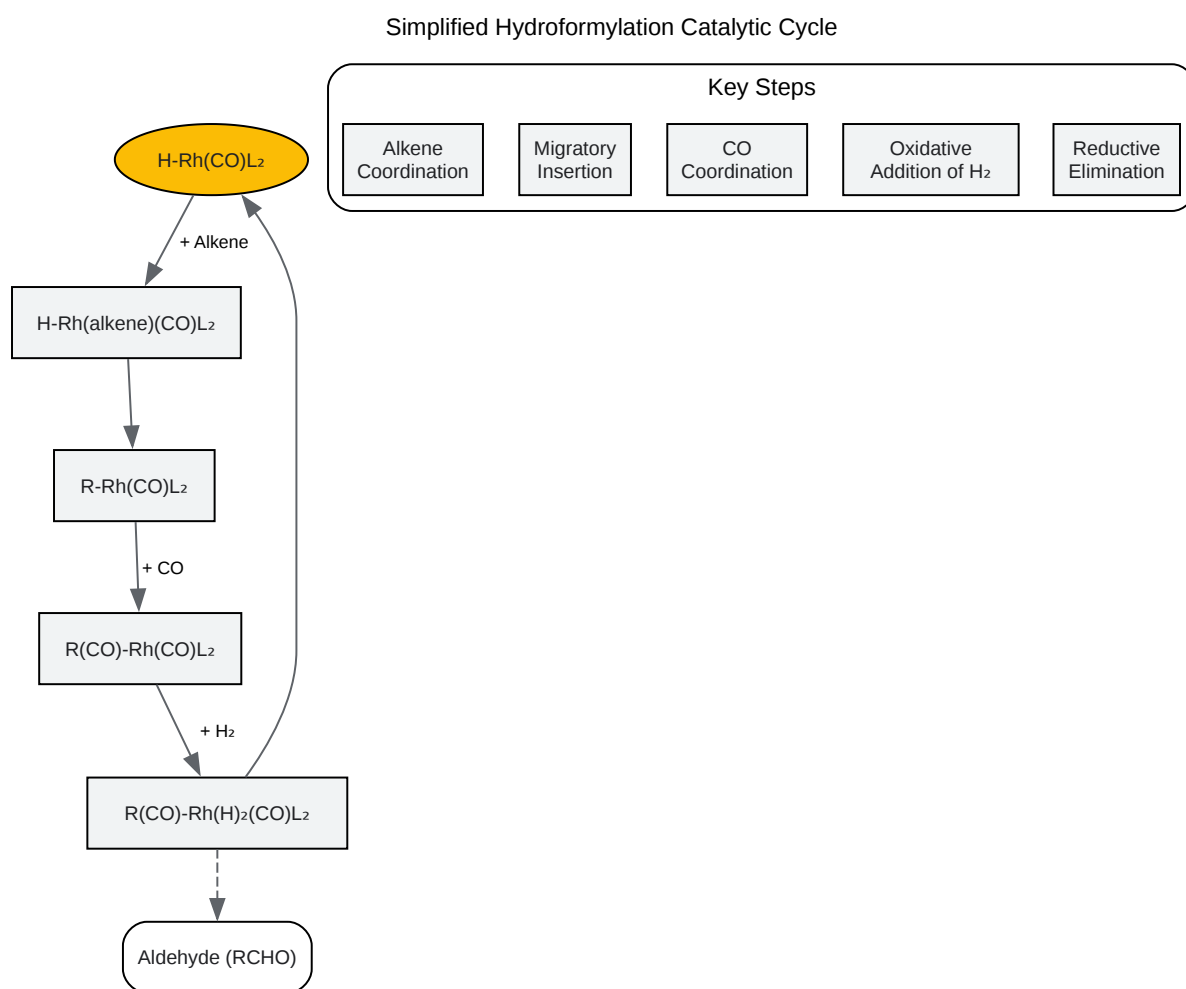 Simplified Hydroformylation Catalytic Cycle
Key Steps
Alkene
Coordination
Migratory
Insertion
CO
Coordination
Oxidative
Addition of H₂
Reductive
Elimination
H-Rh(CO)L₂
+ Alkene
H-Rh(alkene)(CO)L₂
R-Rh(CO)L₂
+ CO
R(CO)-Rh(CO)L₂
+ H₂
R(CO)-Rh(H)₂(CO)L₂
Aldehyde (RCHO)